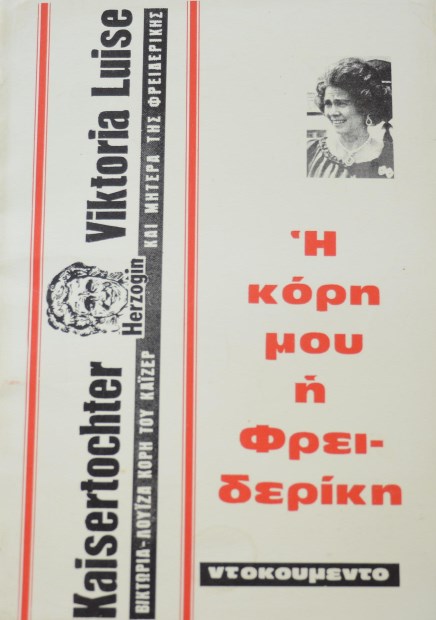 Kaisertochter Herzogin Viktoria Luise
ΒΙΚΤΩΡΙΑ-ΛΟΥΪΖΑ ΚΟΡΗ ΤΟΥ ΚΑΪΖΕΡ ΚΑΙ ΜΗΤΕΡΑ ΤΗΣ ΦΡΕΙΔΕΡΙΚΗΣ
Ἡ
κόρη
μου
ἡ
Φρει-
δερίκη
ντοκουμεντο